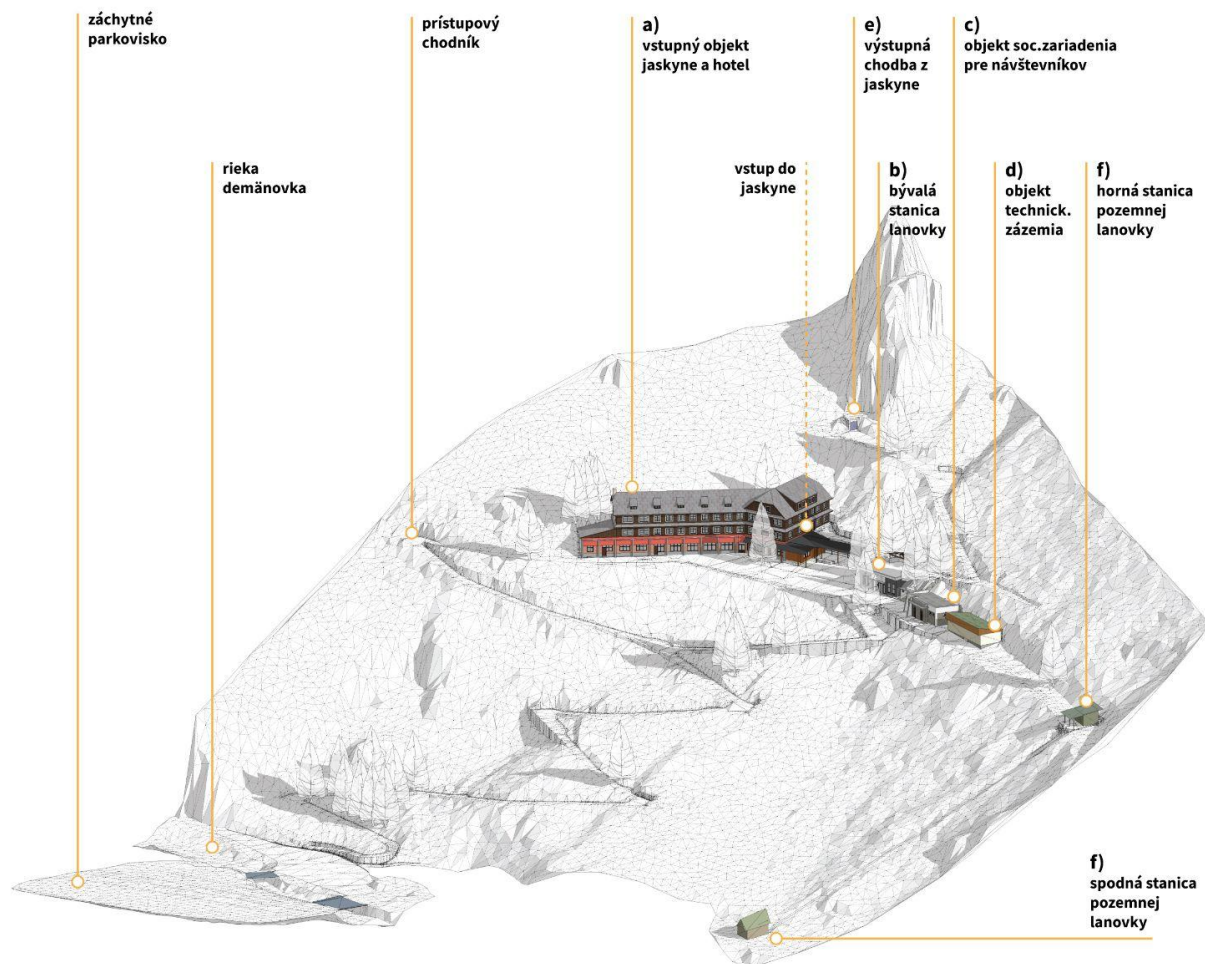 záchytné
parkovisko
prístupový
chodník
a)
vstupný objekt
jaskyne a hotel
e)
výstupná
chodba z
jaskyne
c)
objekt soc.zariadenia
pre návštevníkov
rieka
demänovka
vstup do
jaskyne
b)
bývalá
stanica
lanovky
d)
objekt
technick.
zázemia
f)
horná stanica
pozemnej
lanovky
f)
spodná stanica
pozemnej
lanovky